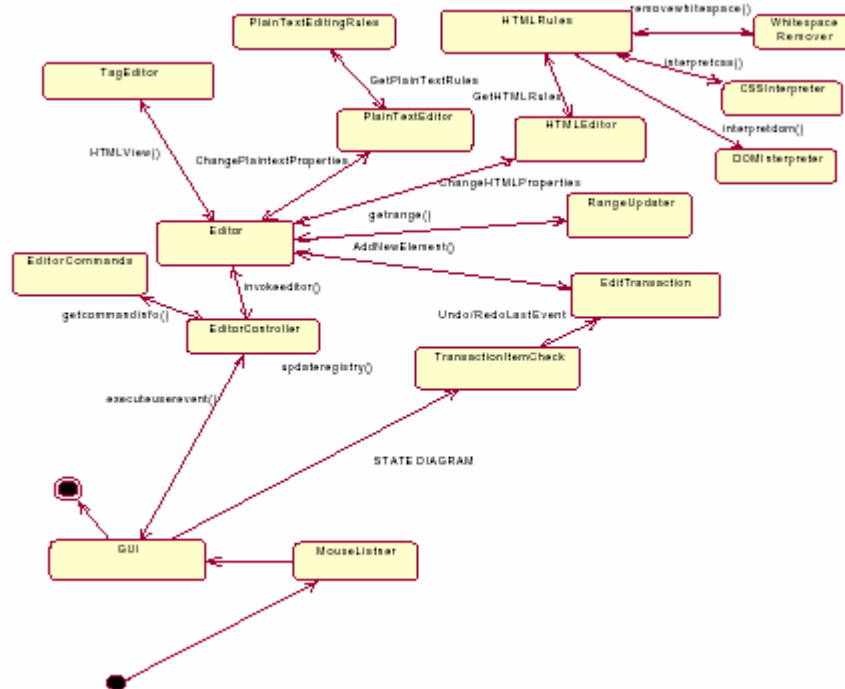 removewhitespace()
PlainTextEditingRules
HTMLRules
Whitespace
Remover
TagEditor
GetPlainTextRules
interpretcss()
CSSInterpreter
GetHTMLRules
PlainTextEditor
HTMLEditor
interpretdom()
HTMLView()
ChangePlaintextProperties
DOMInterpreter
ChangeHTMLProperties
getrange()
RangeUpdater
Editor
AddNewElement()
EditorCommands
EditTransaction
invokeeditor()
getcommandinfo()
Undo/RedoLastEvent
EditorController
TransactionItemCheck
updateregistry()
executeuserevent()
STATE DIAGRAM
GUI
MouseListner